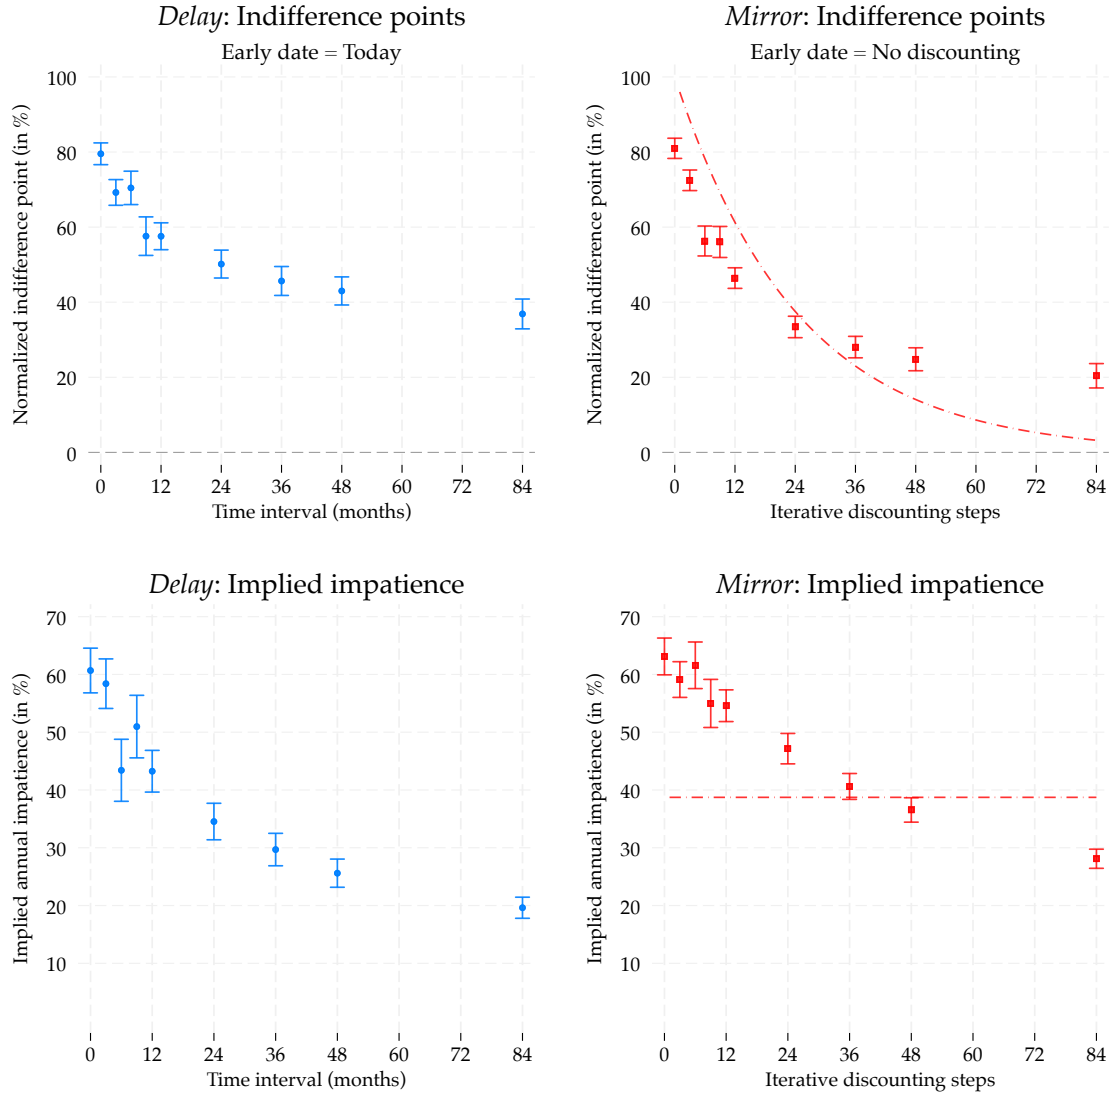 Delay: Indifference points
Early date = Today
Normalized indifference point (in %)
100
80
60
40
20
0
0 12 24 36 48 60 72 84
Time interval (months)
Mirror: Indifference points
Early date = No discounting
Normalized indifference point (in %)
100
80
60
40
20
0
0 12 24 36 48 60 72 84
Iterative discounting steps
Delay: Implied impatience
Implied annual impatience (in %)
70
60
50
40
30
20
10
0 12 24 36 48 60 72 84
Time interval (months)
Mirror: Implied impatience
Implied annual impatience (in %)
70
60
50
40
30
20
10
0 12 24 36 48 60 72 84
Iterative discounting steps